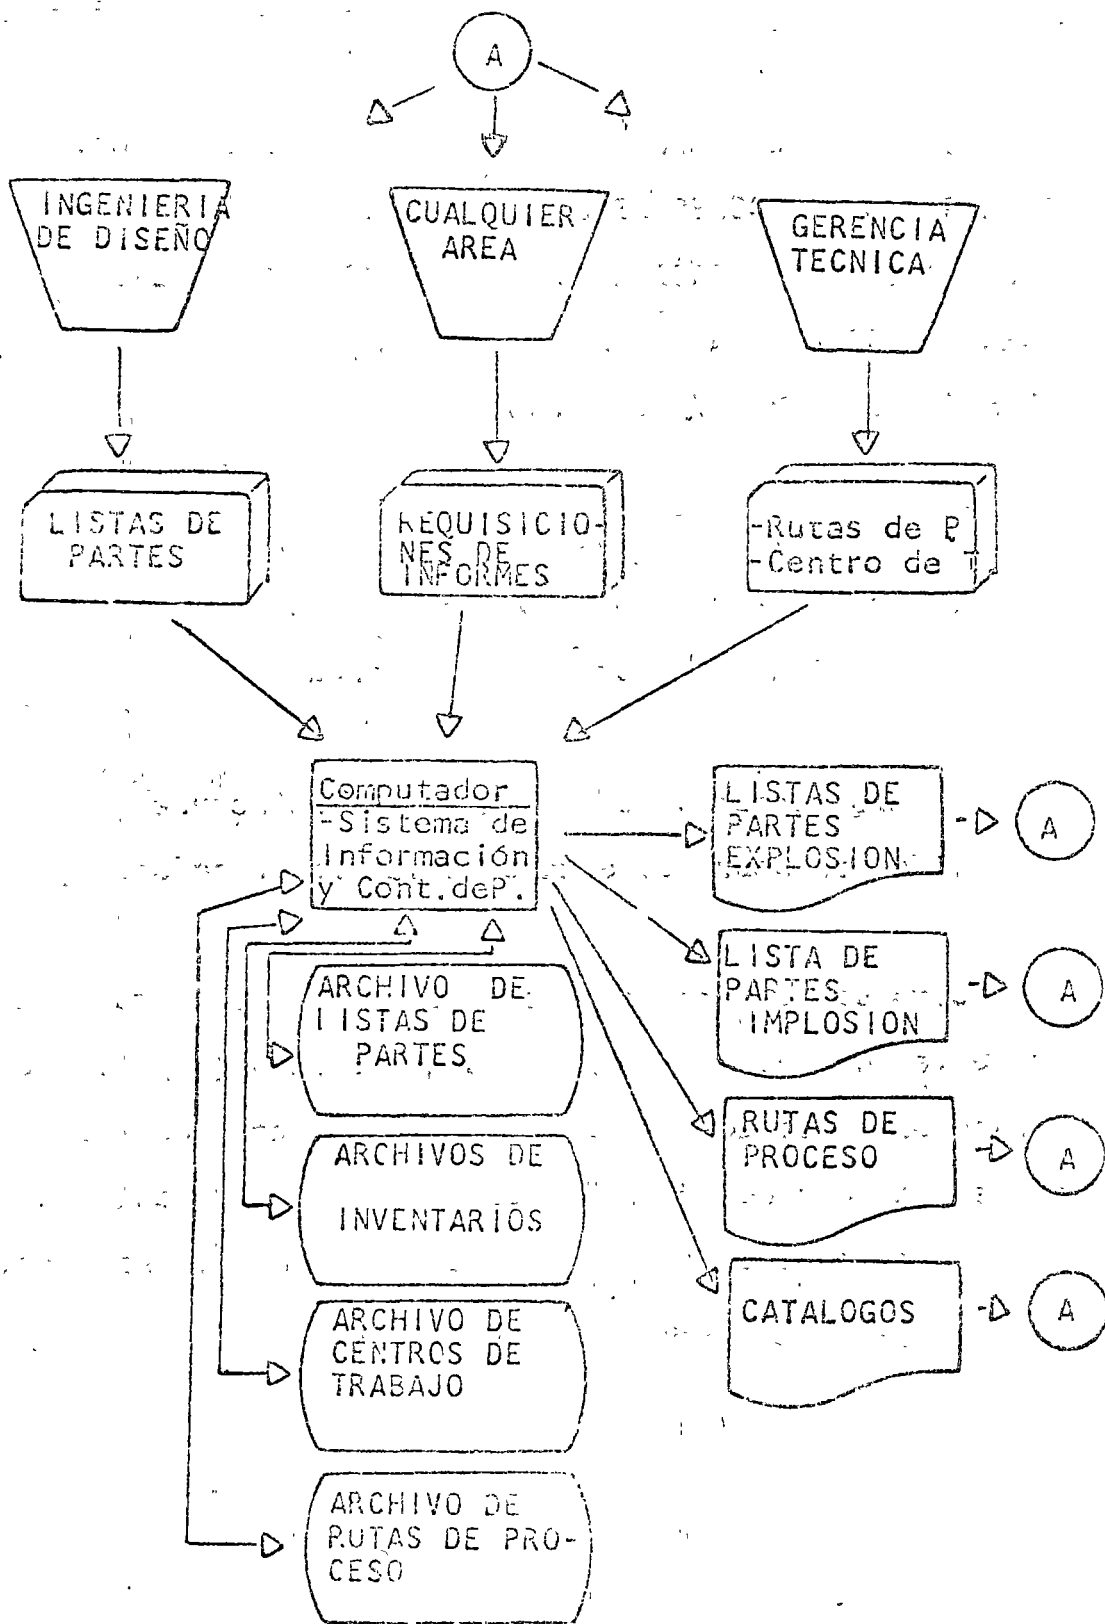 A
INGENIERIA
DE DISEÑO
CUALQUIER
AREA
GERENCIA
TECNICA
LISTAS DE
PARTES
REQUISICIO-
NES DE
INFORMES
-Rutas de P
-Centro de T
Computador
-Sistema de
Información
y Cont.deP.
LISTAS DE
PARTES
EXPLOSION
A
LISTA DE
PARTES
IMPLOSION
A
RUTAS DE
PROCESO
A
CATALOGOS
A
ARCHIVO DE
LISTAS DE
PARTES
ARCHIVOS DE
INVENTARIOS
ARCHIVO DE
CENTROS DE
TRABAJO
ARCHIVO DE
RUTAS DE PRO-
CESO